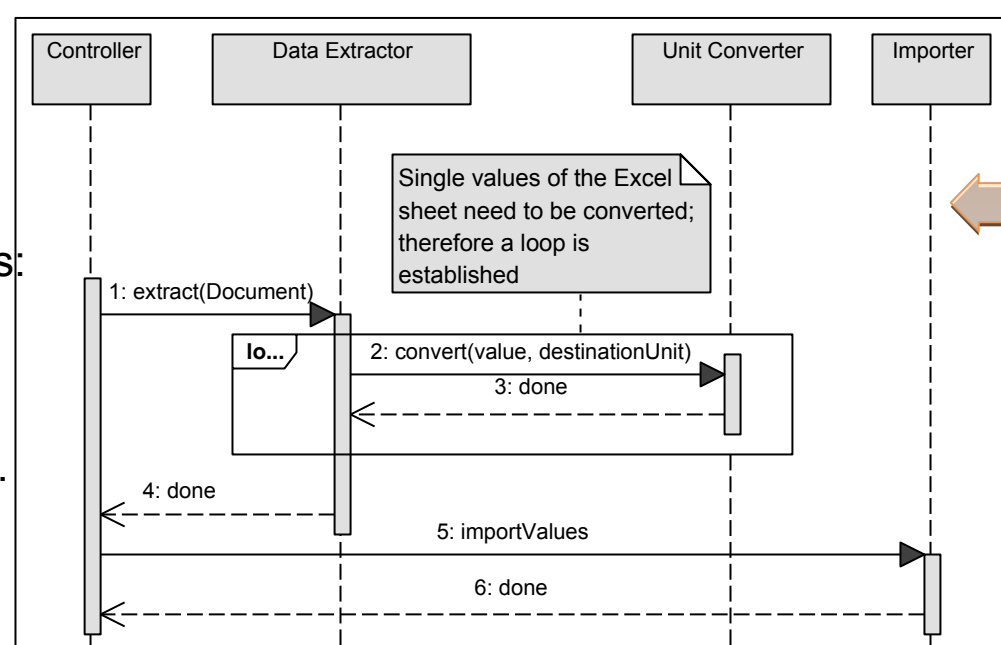 Controller
Data Extractor
Unit Converter
Importer
Single values of the Excel
sheet need to be converted;
therefore a loop is
established
s:
1: extract(Document)
lo...
2: convert(value, destinationUnit)
3: done
.
4: done
5: importValues
6: done